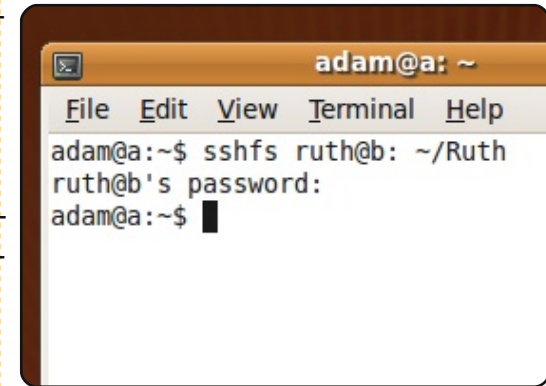 adam@a: ~
File Edit View Terminal Help
adam@a:~$ sshfs ruth@b: ~/Ruth
ruth@b's password:
adam@a:~$